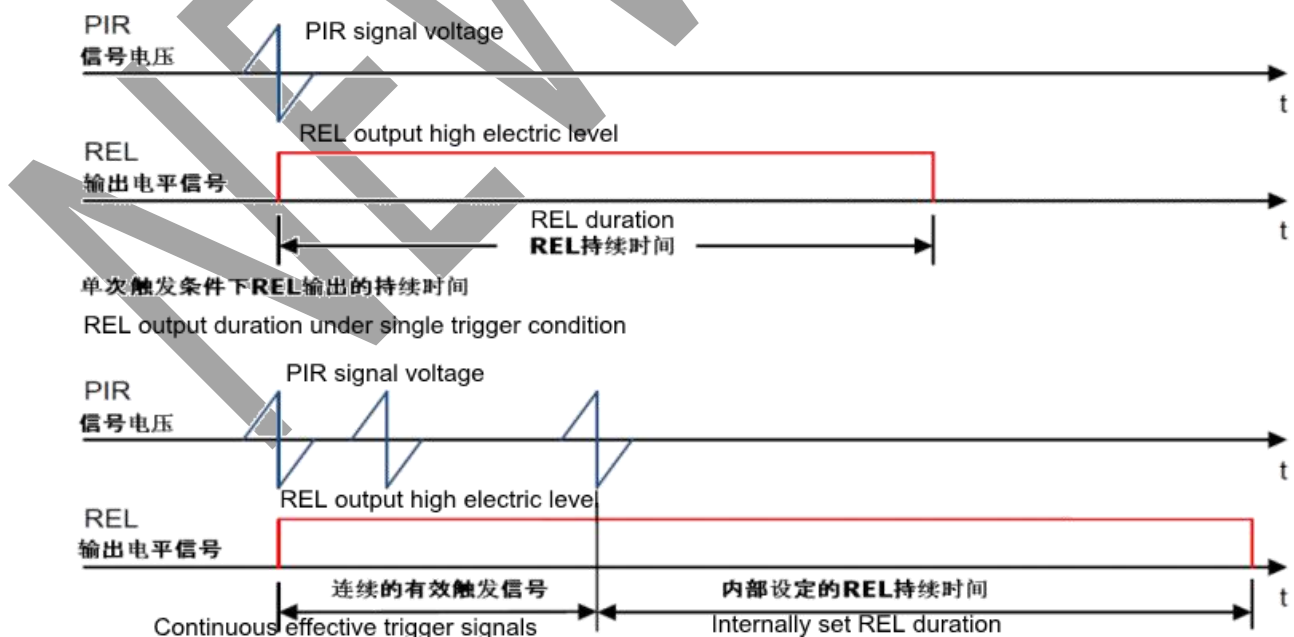 PIR
PIR signal voltage
信号电压
t
REL output high electric level
REL
输出电平信号
t
REL duration
REL持续时间
单次触发条件下REL输出的持续时间
REL output duration under single trigger condition
PIR signal voltage
PIR
信号电压
t
REL output high electric level
REL
输出电平信号
t
连续的有效触发信号
内部设定的REL持续时间
Continuous effective trigger signals
Internally set REL duration